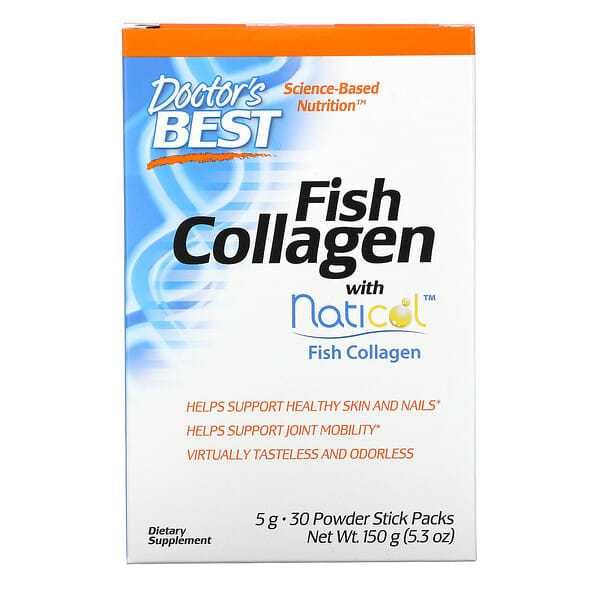 Doctor's
BEST
Science-Based
Nutrition™
Fish
Collagen
with
Naticol™
Fish Collagen
HELPS SUPPORT HEALTHY SKIN AND NAILS*
HELPS SUPPORT JOINT MOBILITY*
VIRTUALLY TASTELESS AND ODORLESS
5 g • 30 Powder Stick Packs
Net Wt. 150 g (5.3 oz)
Dietary
Supplement